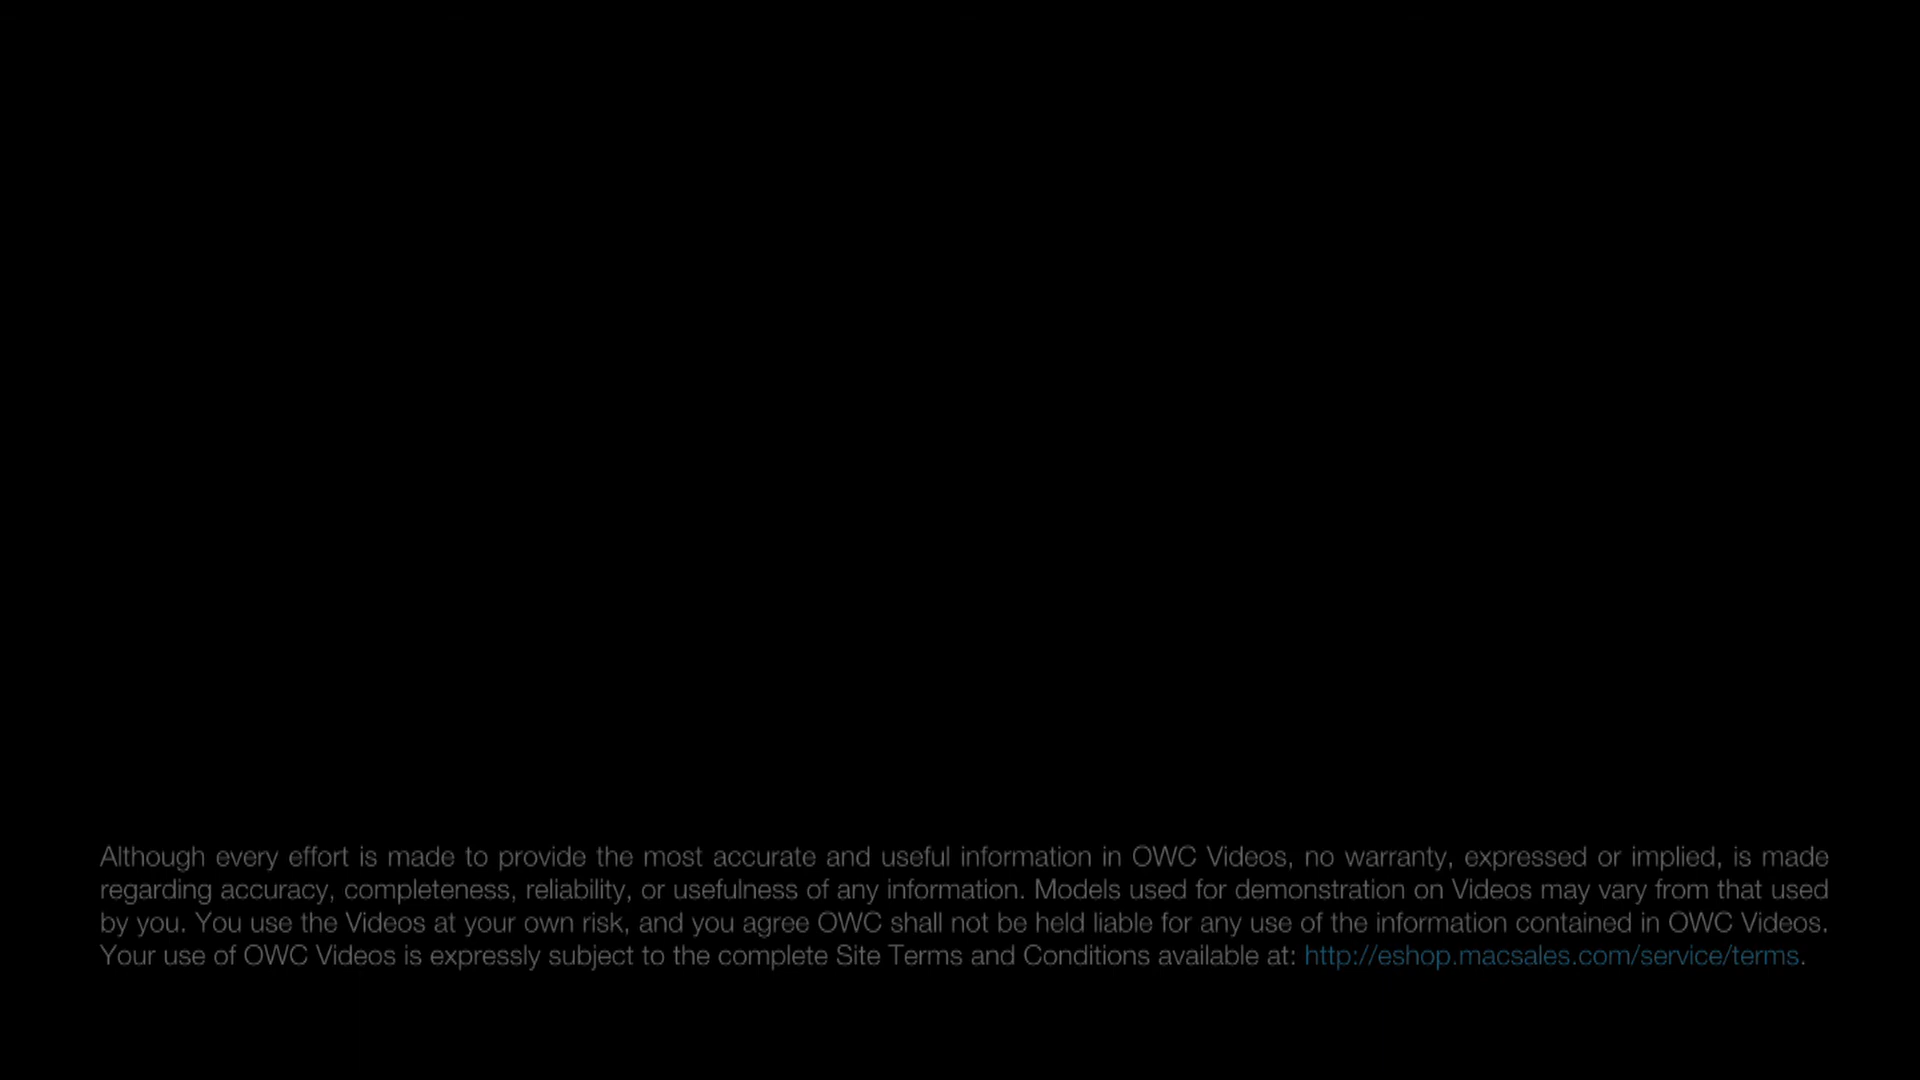 Although every effort is made to provide the most accurate and useful information in OWC Videos, no warranty, expressed or implied, is made
regarding accuracy, completeness, reliability, or usefulness of any information. Models used for demonstration on Videos may vary from that used
by you. You use the Videos at your own risk, and you agree OWC shall not be held liable for any use of the information contained in OWC Videos.
Your use of OWC Videos is expressly subject to the complete Site Terms and Conditions available at: http://eshop.macsales.com/service/terms.